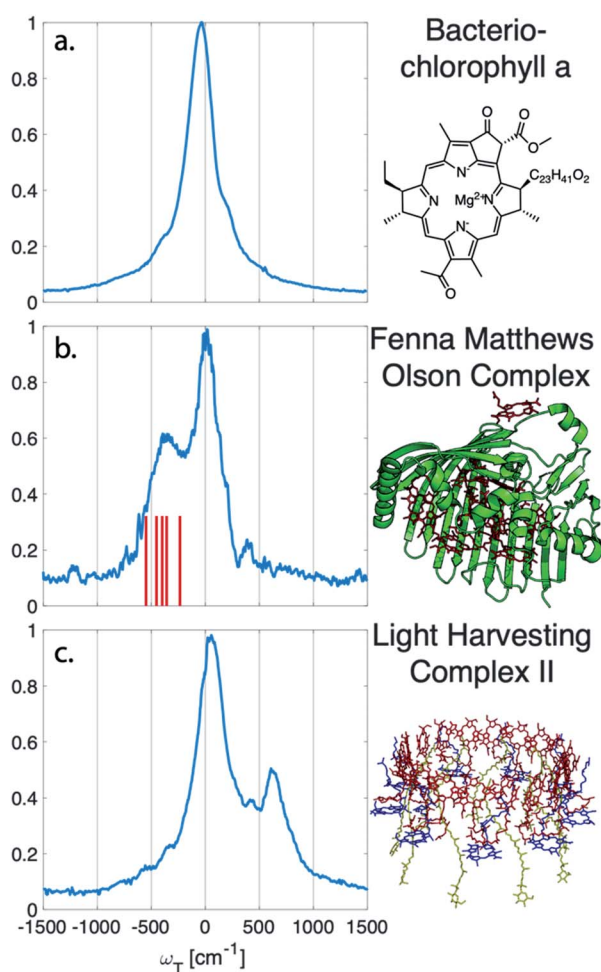 a.
Bacterio-
chlorophyll a
1
0.8
0.6
0.4
0.2
0
O
O
O
N-
C23H41O2
N
Mg2+
N
N-
O
b.
Fenna Matthews
Olson Complex
1
0.8
0.6
0.4
0.2
0
c.
Light Harvesting
Complex II
1
0.8
0.6
0.4
0.2
0
-1500 -1000 -500 0 500 1000 1500
ωT [cm-1]